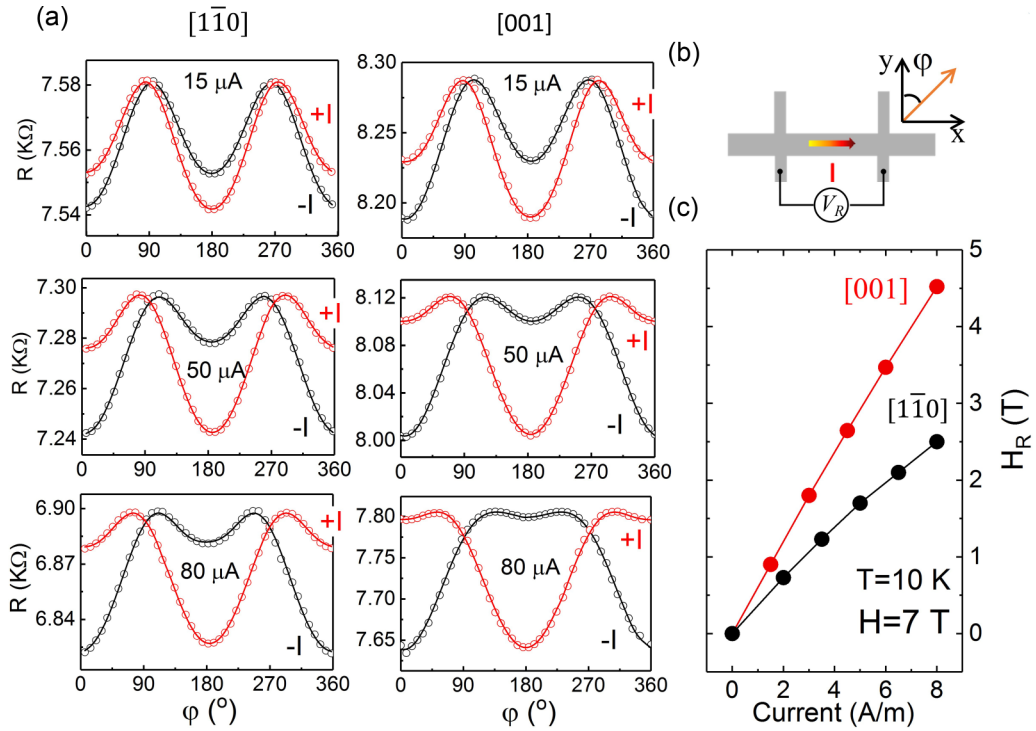 (a)
[11̅0]
[001]
15 µA
+I
-I
R (KΩ)
7.58
7.56
7.54
0 90 180 270 360
15 µA
+I
-I
8.30
8.25
8.20
0 90 180 270 360
50 µA
+I
-I
R (KΩ)
7.30
7.28
7.26
7.24
0 90 180 270 360
50 µA
+I
-I
8.12
8.08
8.04
8.00
0 90 180 270 360
80 µA
+I
-I
R (KΩ)
6.90
6.87
6.84
0 90 180 270 360
φ (°)
80 µA
+I
-I
7.80
7.75
7.70
7.65
0 90 180 270 360
φ (°)
(b)
y
φ
x
I
V_R
(c)
[001]
[11̅0]
T=10 K
H=7 T
5
4
3
2
1
0
H_R (T)
0 2 4 6 8
Current (A/m)